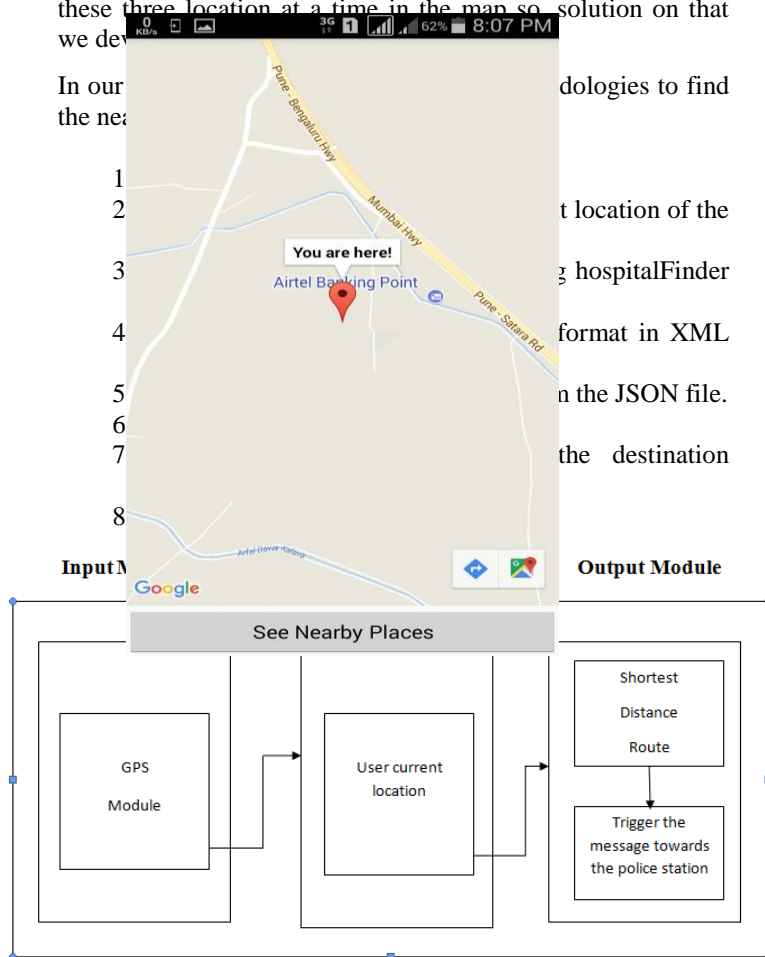 these three location at a time in the map so, solution on that
we dev
In our dologies to find
the nea
1
2 t location of the
3 g hospitalFinder
4 format in XML
5 m the JSON file.
6
7 the destination
8
0 KB/s 3G 1 62% 8:07 PM
Pune - Bengaluru Hwy
Mumbai Hwy
You are here!
Airtel Banking Point
Pune - Satara Rd
Google
See Nearby Places
Input M Output Module
GPS
Module
User current
location
Shortest
Distance
Route
Trigger the
message towards
the police station